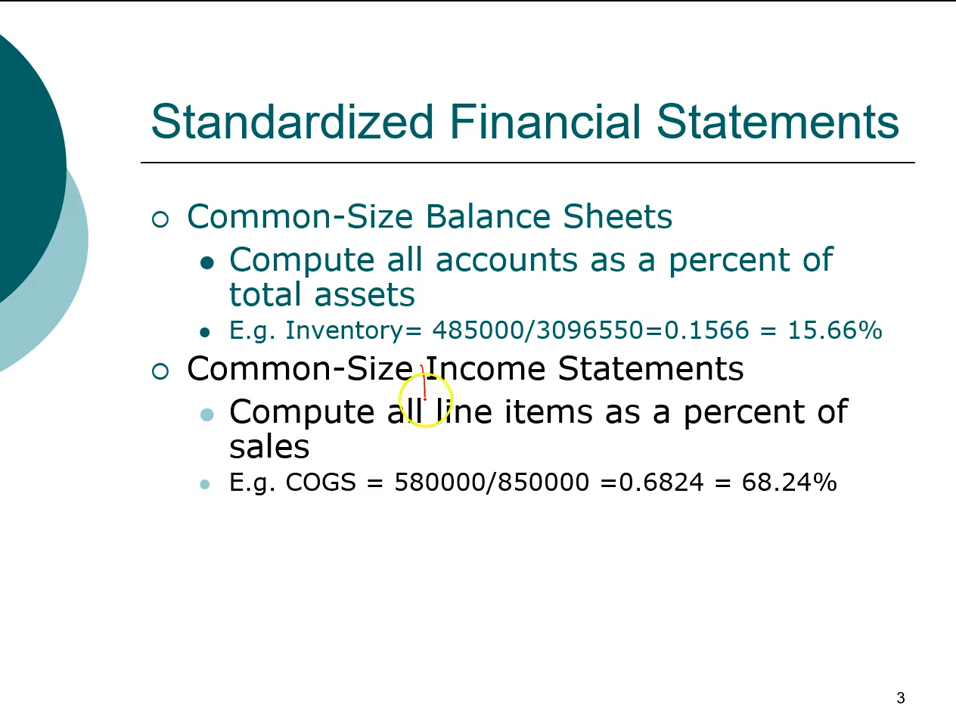 Standardized Financial Statements
Common-Size Balance Sheets
Compute all accounts as a percent of
total assets
E.g. Inventory= 485000/3096550=0.1566 = 15.66%
Common-Size Income Statements
Compute all line items as a percent of
sales
E.g. COGS = 580000/850000 =0.6824 = 68.24%
3